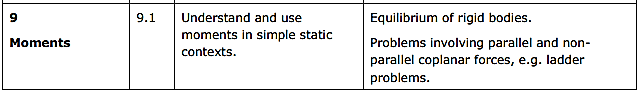 9
Moments
9.1
Understand and use
moments in simple static
contexts.
Equilibrium of rigid bodies.
Problems involving parallel and non-
parallel coplanar forces, e.g. ladder
problems.